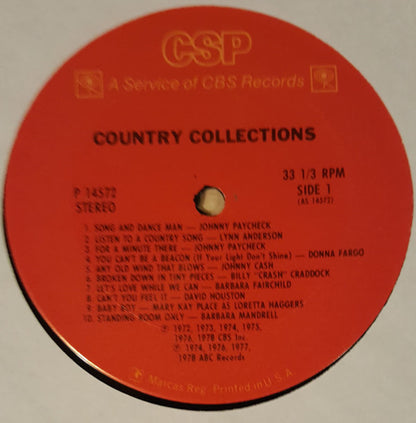 CSP
A Service of CBS Records
COUNTRY COLLECTIONS
P 14572
STEREO
33 1/3 RPM
SIDE 1
(AS 14572)
1. SONG AND DANCE MAN — JOHNNY PAYCHECK
2. LISTEN TO A COUNTRY SONG — LYNN ANDERSON
3. FOR A MINUTE THERE — JOHNNY PAYCHECK
4. YOU CAN'T BE A BEACON (If Your Light Don't Shine) — DONNA FARGO
5. ANY OLD WIND THAT BLOWS — JOHNNY CASH
6. BROKEN DOWN IN TINY PIECES — BILLY "CRASH" CRADDOCK
7. LET'S LOVE WHILE WE CAN — BARBARA FAIRCHILD
8. CAN'T YOU FEEL IT — DAVID HOUSTON
9. BABY BOY — MARY KAY PLACE AS LORETTA HAGGERS
10. STANDING ROOM ONLY — BARBARA MANDRELL
℗ 1972, 1973, 1974, 1975,
1976, 1978 CBS Inc.
℗ 1974, 1976, 1977,
1978 ABC Records
Marcas Reg. Printed in U.S.A.